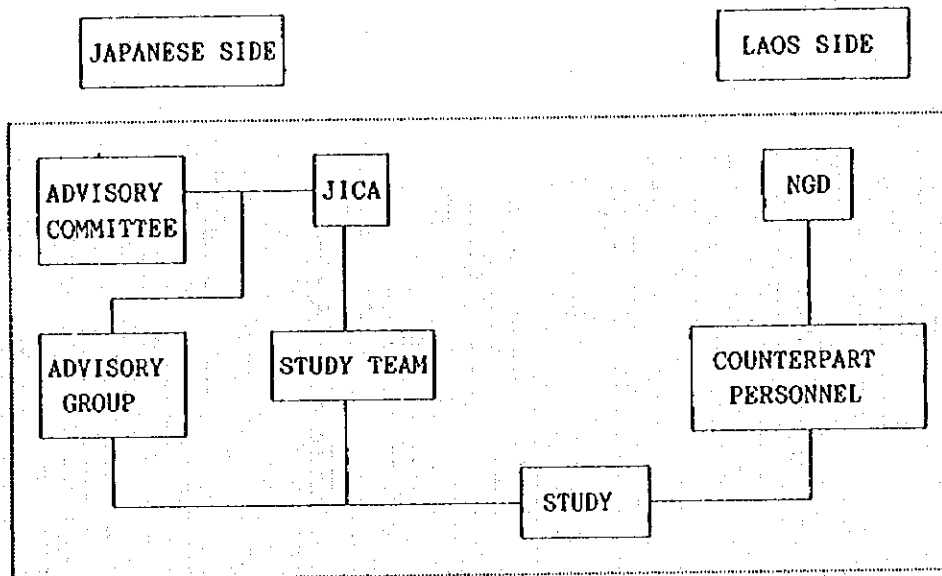 JAPANESE SIDE
LAOS SIDE
ADVISORY
COMMITTEE
JICA
NGD
ADVISORY
GROUP
STUDY TEAM
COUNTERPART
PERSONNEL
STUDY